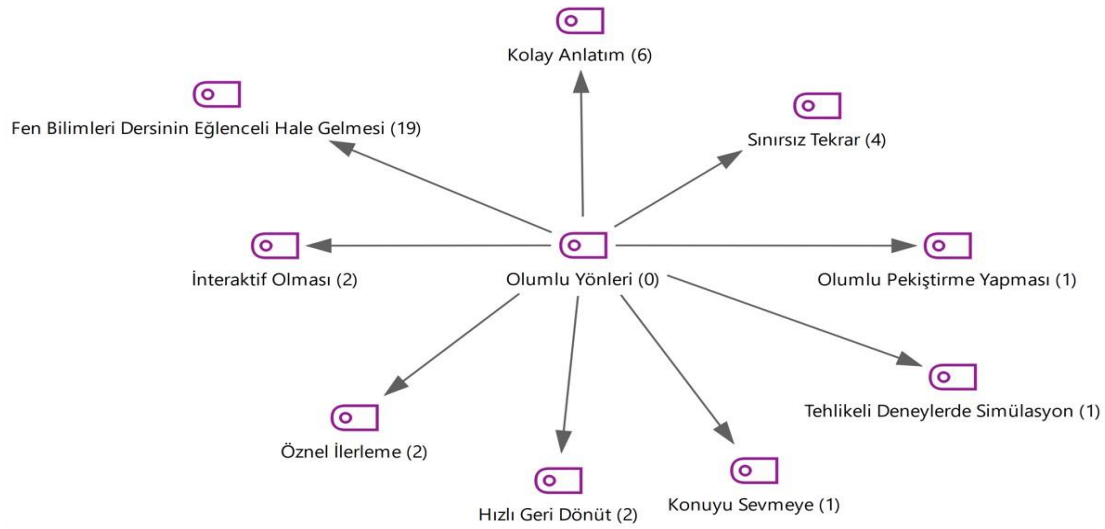 Kolay Anlatım (6)
Fen Bilimleri Dersinin Eğlenceli Hale Gelmesi (19)
Sınırsız Tekrar (4)
İnteraktif Olması (2)
Olumlu Yönleri (0)
Olumlu Pekiştirme Yapması (1)
Tehlikeli Deneylerde Simülasyon (1)
Öznel İlerleme (2)
Hızlı Geri Dönüt (2)
Konuyu Sevmeye (1)